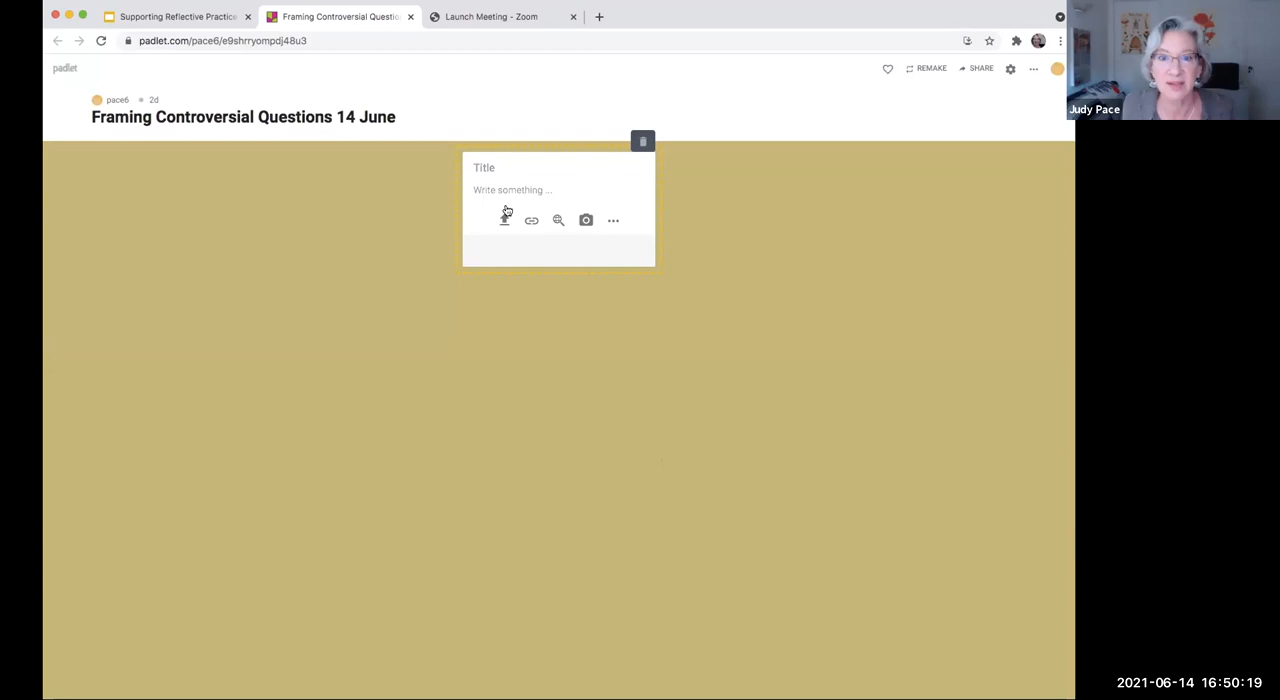 Supporting Reflective Practice
Framing Controversial Questio
Launch Meeting - Zoom
padlet.com/pace6/e9shrryompdj48u3
padlet
REMAKE
SHARE
pace6 2d
Framing Controversial Questions 14 June
Title
Write something ...
Judy Pace
2021-06-14 16:50:19